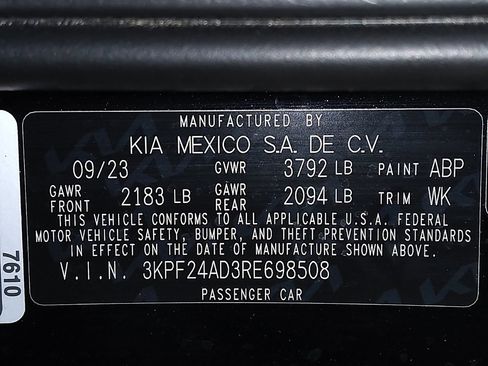 MANUFACTURED BY
KIA MEXICO S.A. DE C.V.
09/23 GVWR 3792 LB PAINT ABP
GAWR FRONT 2183 LB GAWR REAR 2094 LB TRIM WK
THIS VEHICLE CONFORMS TO ALL APPLICABLE U.S.A. FEDERAL
MOTOR VEHICLE SAFETY, BUMPER, AND THEFT PREVENTION STANDARDS
IN EFFECT ON THE DATE OF MANUFACTURE SHOWN ABOVE.
V.I.N. 3KPF24AD3RE698508
PASSENGER CAR
7610